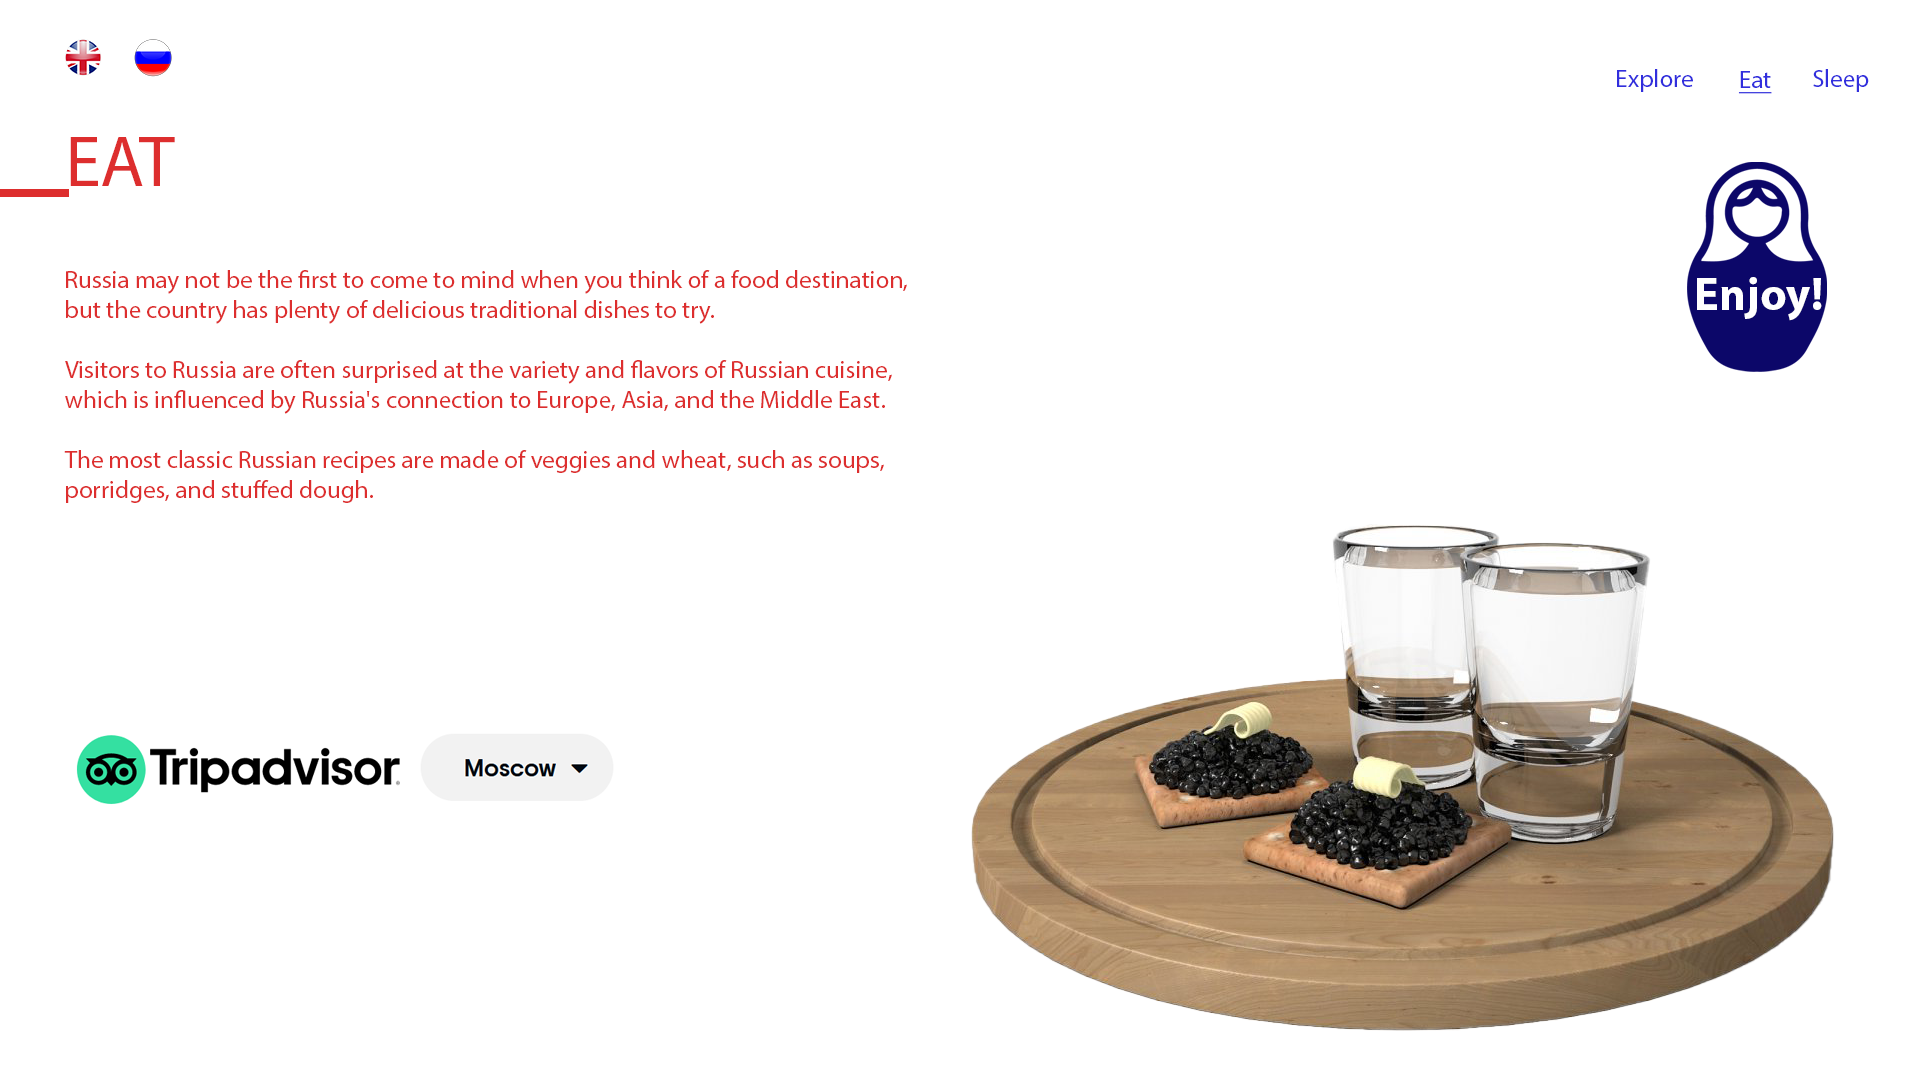 Explore Eat Sleep
EAT
Enjoy!
Russia may not be the first to come to mind when you think of a food destination,
but the country has plenty of delicious traditional dishes to try.
Visitors to Russia are often surprised at the variety and flavors of Russian cuisine,
which is influenced by Russia's connection to Europe, Asia, and the Middle East.
The most classic Russian recipes are made of veggies and wheat, such as soups,
porridges, and stuffed dough.
Tripadvisor
Moscow